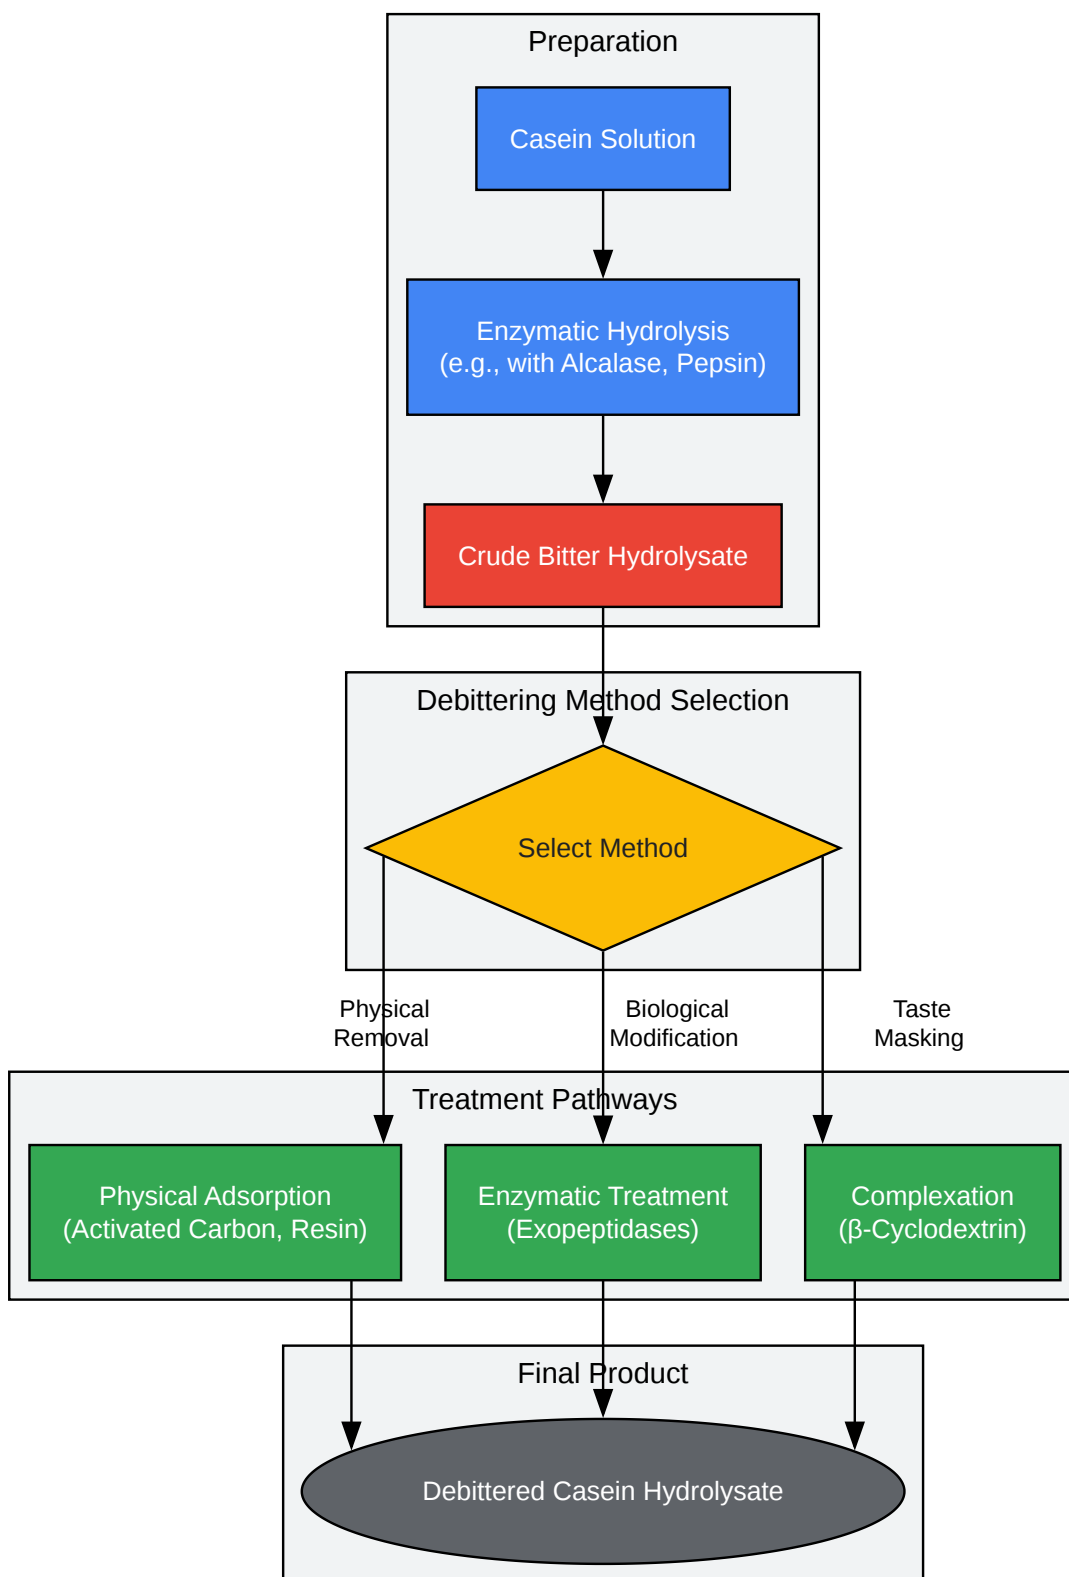 Preparation
Casein Solution
Enzymatic Hydrolysis
(e.g., with Alcalase, Pepsin)
Crude Bitter Hydrolysate
Debittering Method Selection
Select Method
Physical
Removal
Biological
Modification
Taste
Masking
Treatment Pathways
Physical Adsorption
(Activated Carbon, Resin)
Enzymatic Treatment
(Exopeptidases)
Complexation
(β-Cyclodextrin)
Final Product
Debittered Casein Hydrolysate